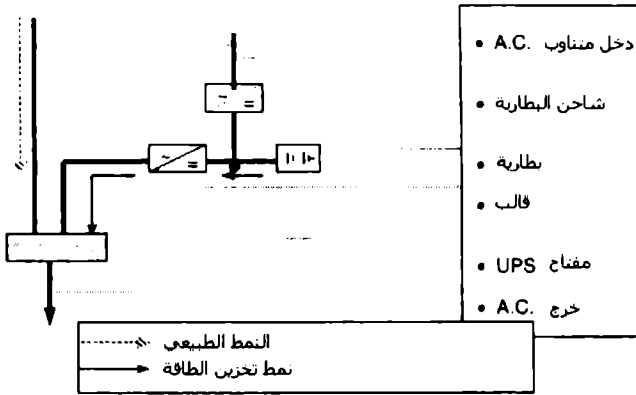 دخل متناوب A.C.
شاحن البطارية
بطارية
قالب
مفتاح UPS
خرج A.C.
النمط الطبيعي
نمط تخزين الطاقة